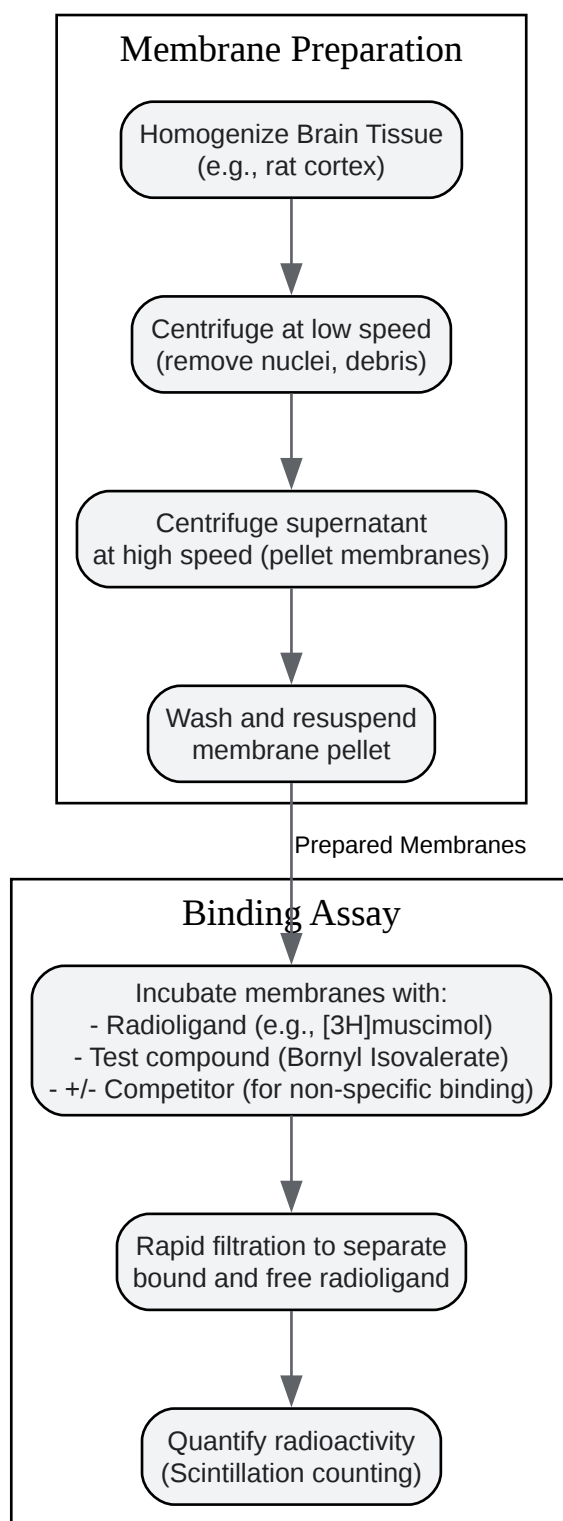 Membrane Preparation
Homogenize Brain Tissue
(e.g., rat cortex)
Centrifuge at low speed
(remove nuclei, debris)
Centrifuge supernatant
at high speed (pellet membranes)
Wash and resuspend
membrane pellet
Prepared Membranes
Binding Assay
Incubate membranes with:
- Radioligand (e.g., [3H]muscimol)
- Test compound (Bornyl Isovalerate)
- +/- Competitor (for non-specific binding)
Rapid filtration to separate
bound and free radioligand
Quantify radioactivity
(Scintillation counting)